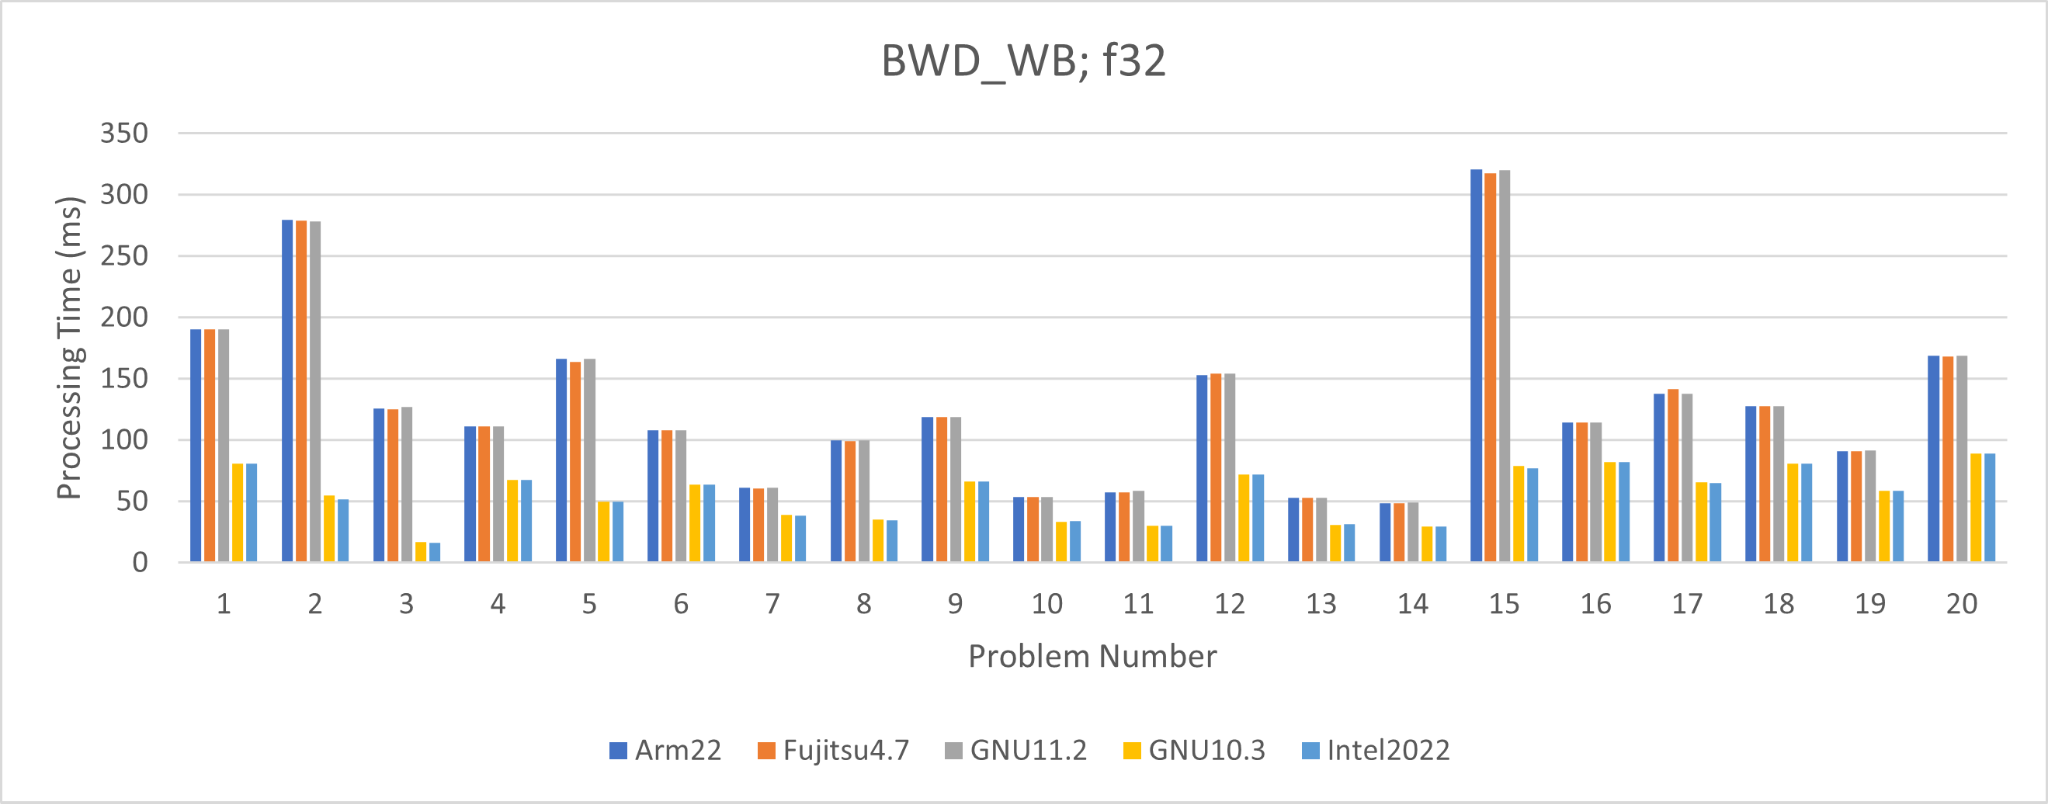 BWD_WB; f32
350
300
250
200
150
100
50
0
Processing Time (ms)
1 2 3 4 5 6 7 8 9 10 11 12 13 14 15 16 17 18 19 20
Problem Number
Arm22 Fujitsu4.7 GNU11.2 GNU10.3 Intel2022